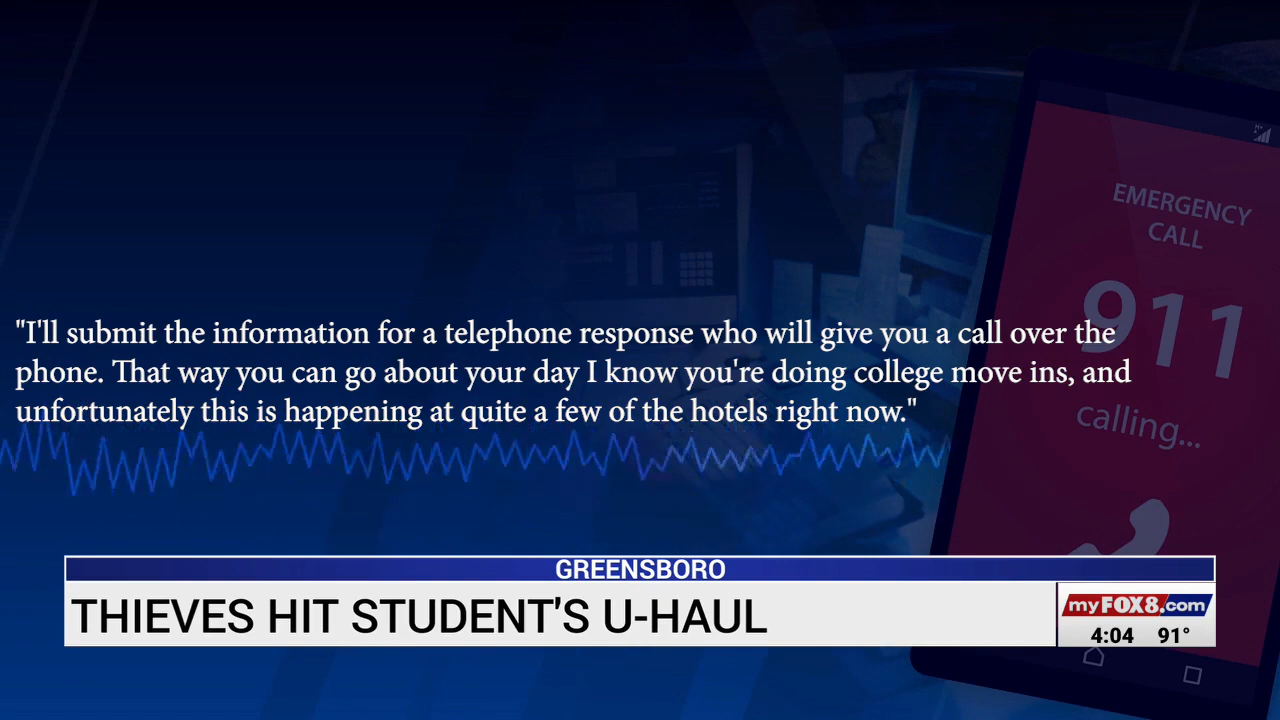 EMERGENCY
CALL
911
calling...
"I'll submit the information for a telephone response who will give you a call over the
phone. That way you can go about your day I know you're doing college move ins, and
unfortunately this is happening at quite a few of the hotels right now."
GREENSBORO
THIEVES HIT STUDENT'S U-HAUL
myFOX8.com
4:04 91°